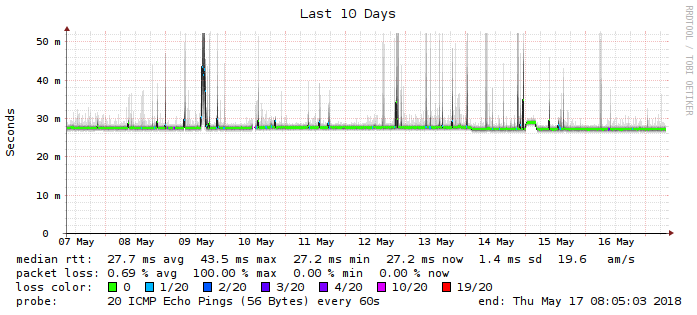 Last 10 Days
RRDTOOL / TOBI OETIKER
Seconds
50 m
40 m
30 m
20 m
10 m
0
07 May 08 May 09 May 10 May 11 May 12 May 13 May 14 May 15 May 16 May
median rtt: 27.7 ms avg 43.5 ms max 27.2 ms min 27.2 ms now 1.4 ms sd 19.6 am/s
packet loss: 0.69 % avg 100.00 % max 0.00 % min 0.00 % now
loss color: 0 1/20 2/20 3/20 4/20 10/20 19/20
probe: 20 ICMP Echo Pings (56 Bytes) every 60s end: Thu May 17 08:05:03 2018